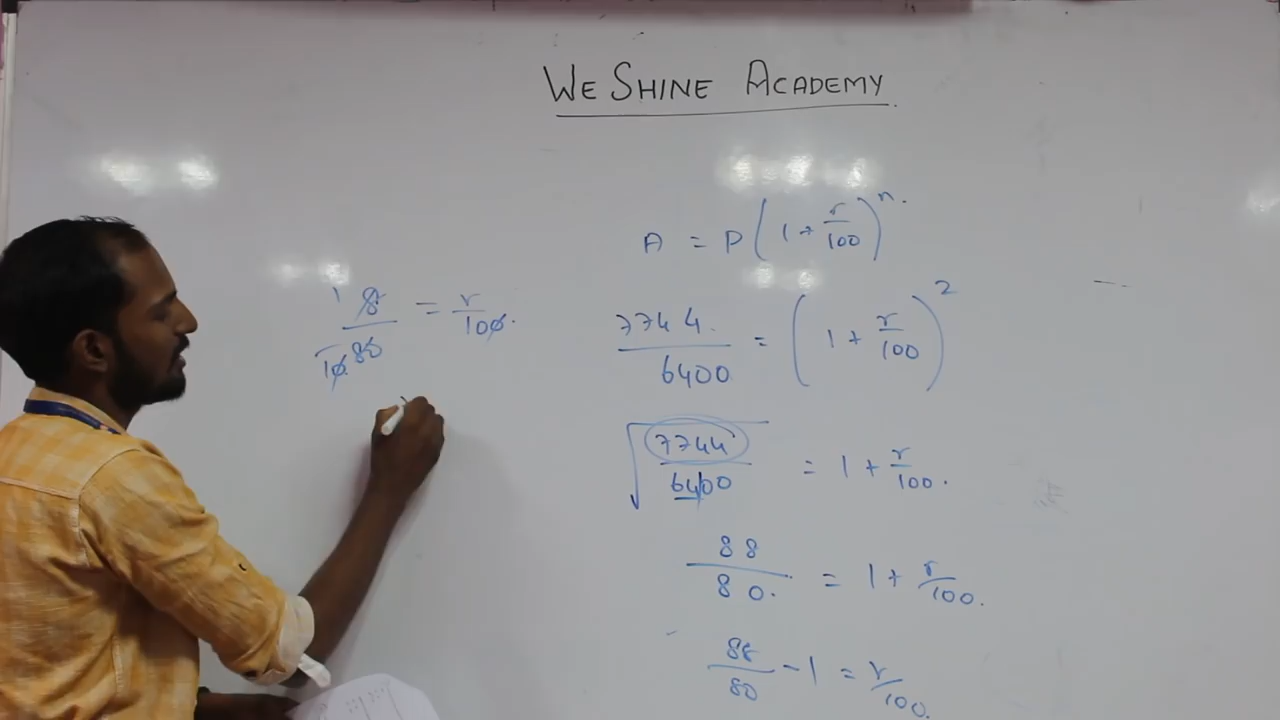 WE SHINE ACADEMY
A = P(1 + r/100)^n.
7744/6400 = (1 + r/100)^2
√(7744/6400) = 1 + r/100.
88/80. = 1 + r/100.
88/80 - 1 = r/100.
1 8/80 10 = r/100.